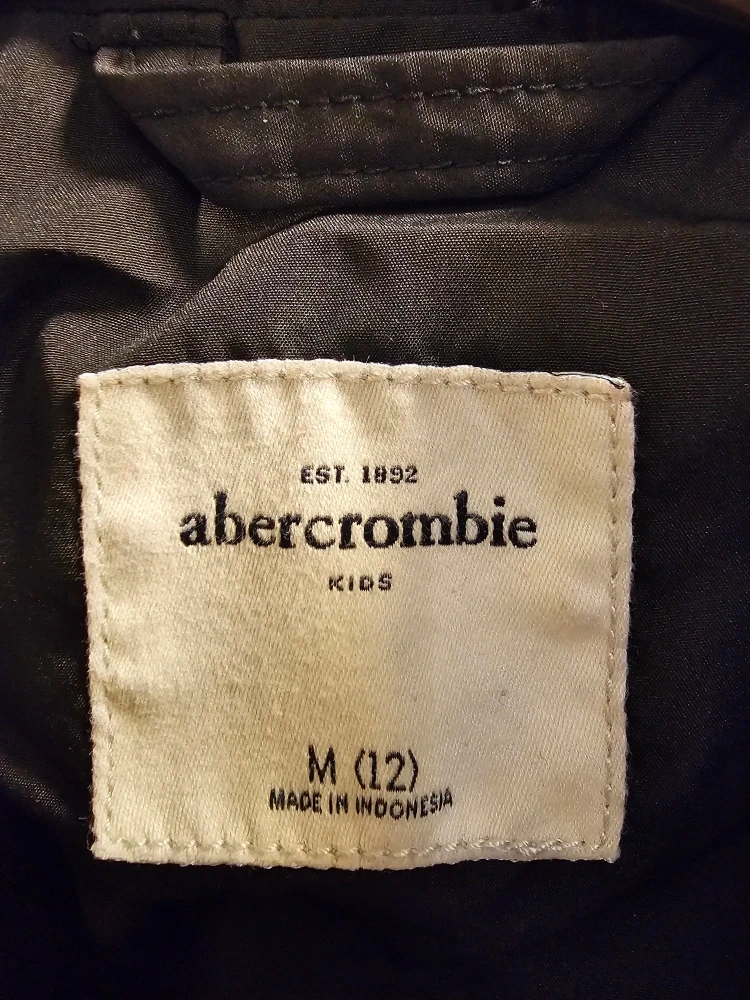 EST. 1892
abercrombie
KIDS
M (12)
MADE IN INDONESIA